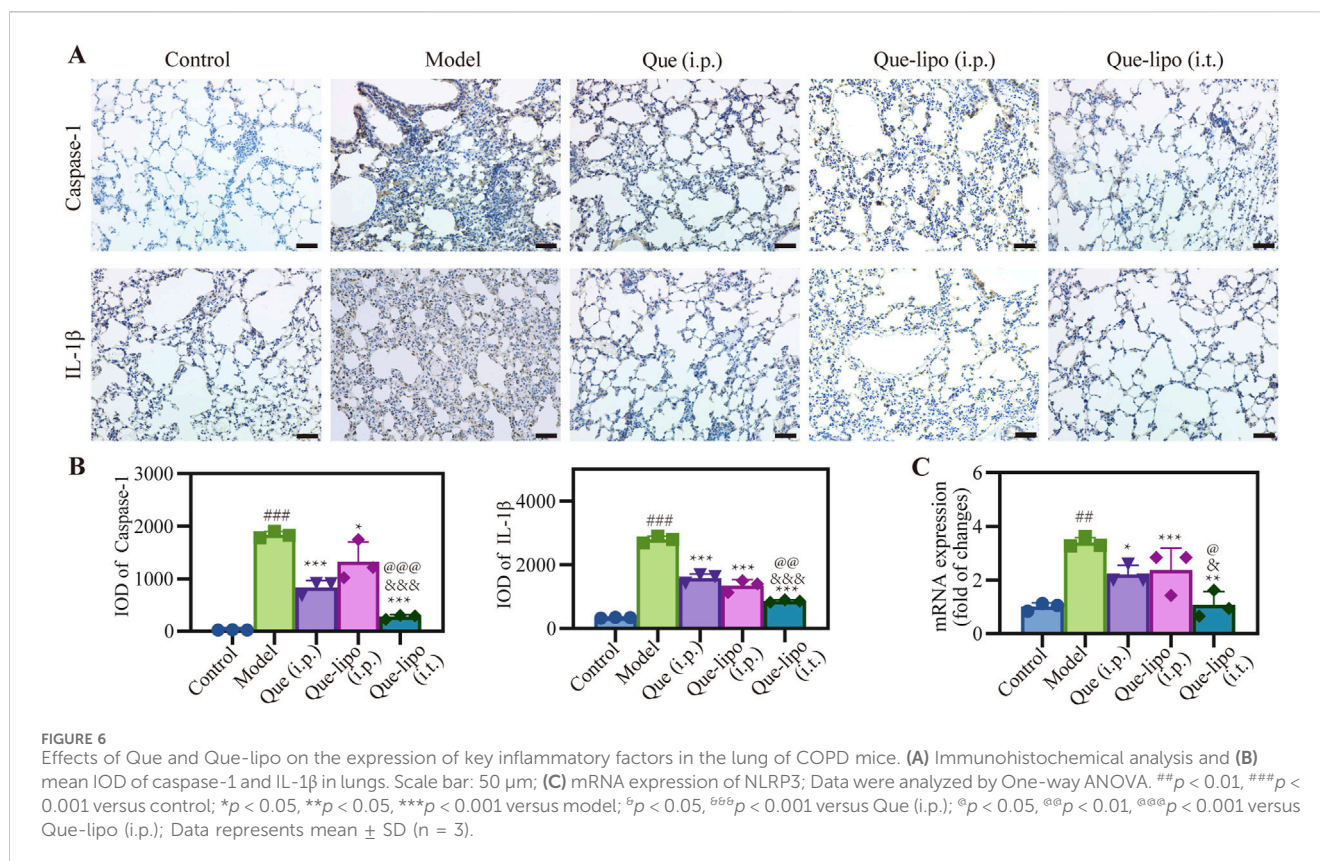 A
Control Model Que (i.p.) Que-lipo (i.p.) Que-lipo (i.t.)
Caspase-1
IL-1β
B
IOD of Caspase-1
3000
2000
1000
0
###
***
*
@@@
&&&
***
Control
Model
Que (i.p.)
Que-lipo
(i.p.)
Que-lipo
(i.t.)
IOD of IL-1β
4000
2000
0
###
***
***
@@
&&&
***
Control
Model
Que (i.p.)
Que-lipo
(i.p.)
Que-lipo
(i.t.)
C
mRNA expression
(fold of changes)
6
4
2
0
##
*
***
@
&
**
Control
Model
Que (i.p.)
Que-lipo
(i.p.)
Que-lipo
(i.t.)
FIGURE 6
Effects of Que and Que-lipo on the expression of key inflammatory factors in the lung of COPD mice. (A) Immunohistochemical analysis and (B)
mean IOD of caspase-1 and IL-1β in lungs. Scale bar: 50 μm; (C) mRNA expression of NLRP3; Data were analyzed by One-way ANOVA. ##p < 0.01, ###p <
0.001 versus control; *p < 0.05, **p < 0.05, ***p < 0.001 versus model; &p < 0.05, &&&p < 0.001 versus Que (i.p.); @p < 0.05, @@p < 0.01, @@@p < 0.001 versus
Que-lipo (i.p.); Data represents mean ± SD (n = 3).